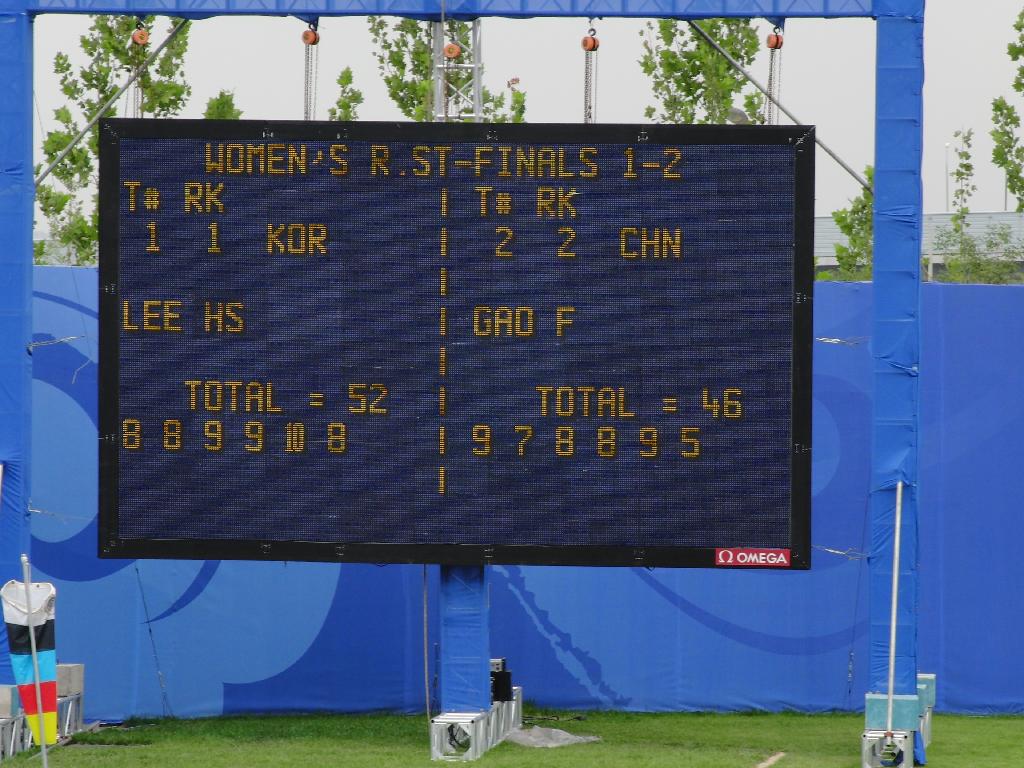 WOMEN'S R.ST-FINALS 1-2
T# RK T# RK
1 1 KOR 2 2 CHN
LEE HS GAO F
TOTAL = 52 TOTAL = 46
8 8 9 9 10 8 9 7 8 8 9 5
Ω OMEGA